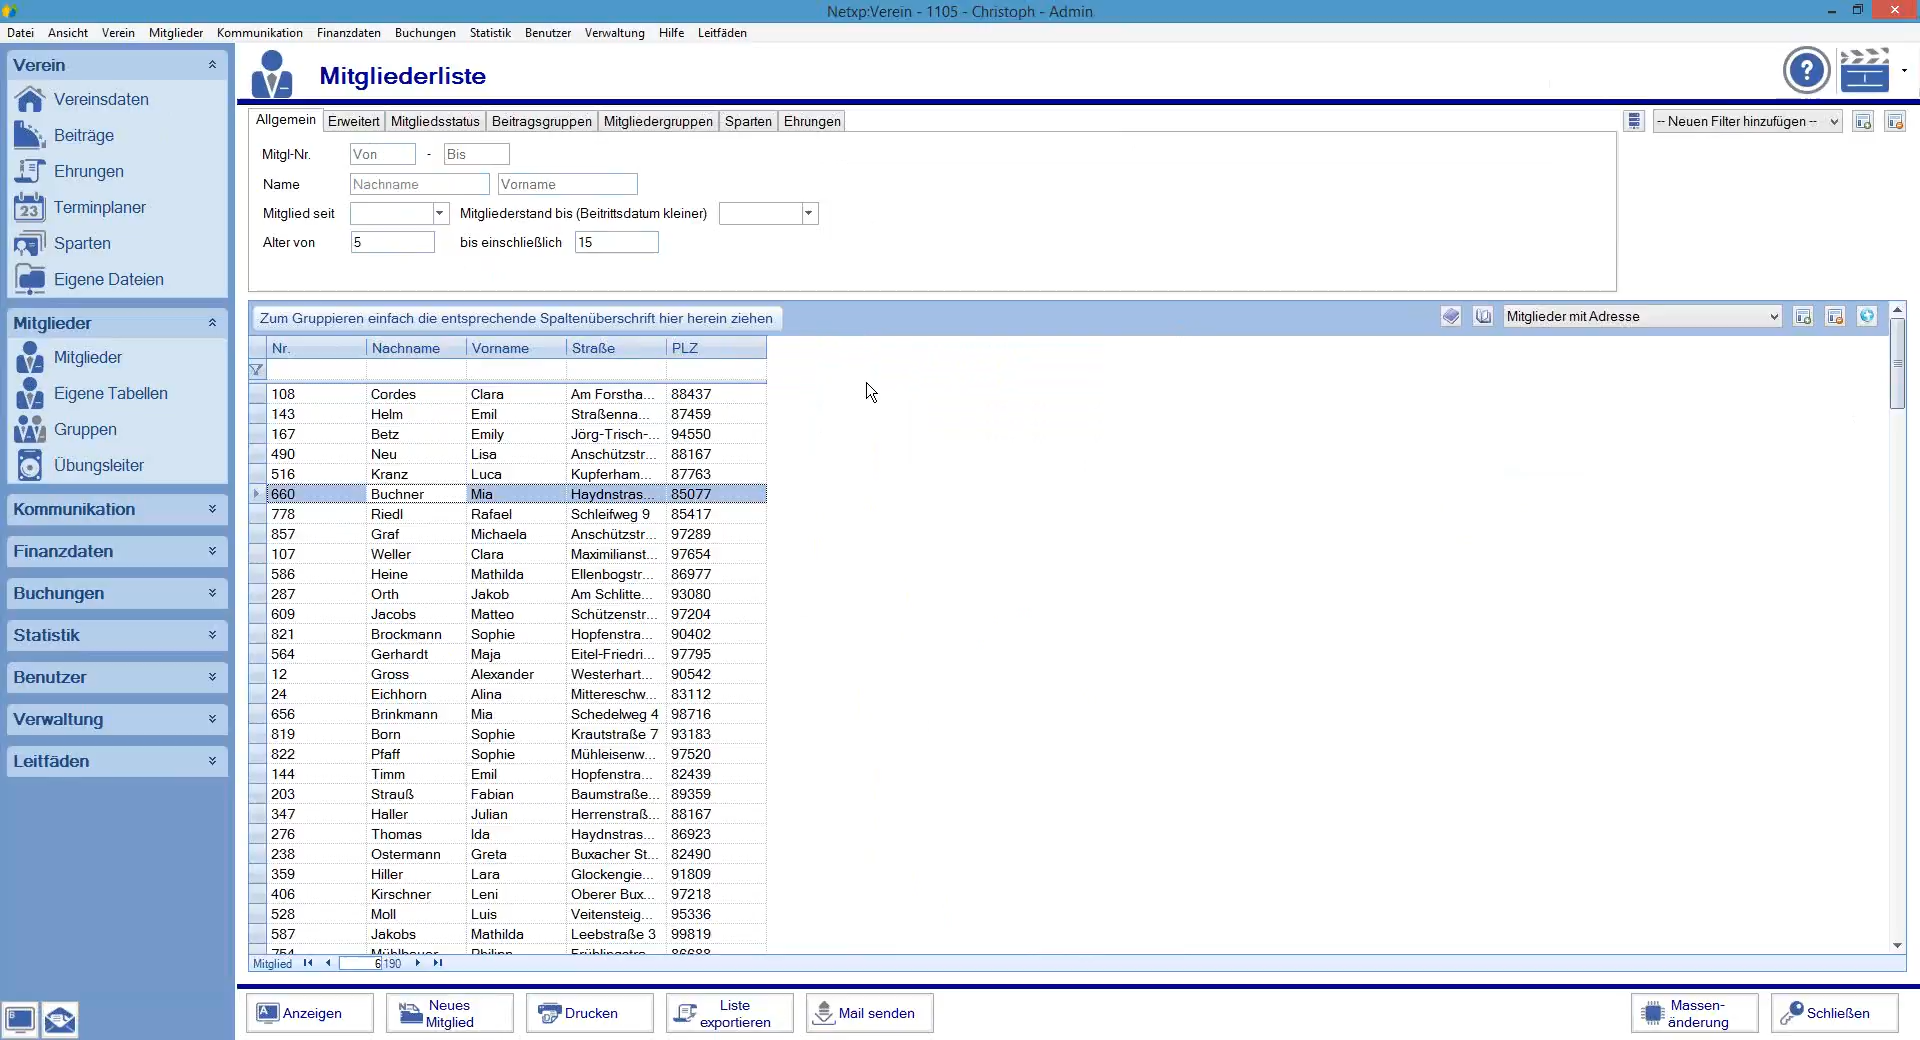 Netxp:Verein - 1105 - Christoph - Admin
Datei Ansicht Verein Mitglieder Kommunikation Finanzdaten Buchungen Statistik Benutzer Verwaltung Hilfe Leitfäden
Verein
Vereinsdaten
Beiträge
Ehrungen
23 Terminplaner
Sparten
Eigene Dateien
Mitglieder
Mitglieder
Eigene Tabellen
Gruppen
Übungsleiter
Kommunikation
Finanzdaten
Buchungen
Statistik
Benutzer
Verwaltung
Leitfäden
Mitgliederliste
?
Allgemein Erweitert Mitgliedsstatus Beitragsgruppen Mitgliedergruppen Sparten Ehrungen
-- Neuen Filter hinzufügen --
Mitgl-Nr. Von - Bis
Name Nachname Vorname
Mitglied seit Mitgliederstand bis (Beitrittsdatum kleiner)
Alter von 5 bis einschließlich 15
Zum Gruppieren einfach die entsprechende Spaltenüberschrift hier herein ziehen
Mitglieder mit Adresse
Nr. Nachname Vorname Straße PLZ
108 Cordes Clara Am Forstha... 88437
143 Helm Emil Straßenna... 87459
167 Betz Emily Jörg-Trisch-... 94550
490 Neu Lisa Anschützstr... 88167
516 Kranz Luca Kupferham... 87763
660 Buchner Mia Haydnstras... 85077
778 Riedl Rafael Schleifweg 9 85417
857 Graf Michaela Anschützstr... 97289
107 Weller Clara Maximilianst... 97654
586 Heine Mathilda Ellenbogstr... 86977
287 Orth Jakob Am Schlitte... 93080
609 Jacobs Matteo Schützenstr... 97204
821 Brockmann Sophie Hopfenstra... 90402
564 Gerhardt Maja Eitel-Friedri... 97795
12 Gross Alexander Westerhart... 90542
24 Eichhorn Alina Mittereschw... 83112
656 Brinkmann Mia Schedelweg 4 98716
819 Born Sophie Krautstraße 7 93183
822 Pfaff Sophie Mühleisenw... 97520
144 Timm Emil Hopfenstra... 82439
203 Strauß Fabian Baumstraße... 89359
347 Haller Julian Herrenstraß... 88167
276 Thomas Ida Haydnstras... 86923
238 Ostermann Greta Buxacher St... 82490
359 Hiller Lara Glockengie... 91809
406 Kirschner Leni Oberer Bux... 97218
528 Moll Luis Veitensteig... 95336
587 Jakobs Mathilda Leebstraße 3 99819
Mitglied 6 190
Anzeigen
Neues
Mitglied
Drucken
Liste
exportieren
Mail senden
Massen-
änderung
Schließen